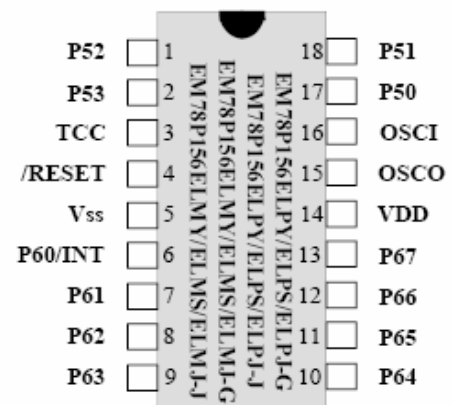 P52 1 18 P51
P53 2 17 P50
TCC 3 16 OSCI
/RESET 4 15 OSCO
Vss 5 14 VDD
P60/INT 6 13 P67
P61 7 12 P66
P62 8 11 P65
P63 9 10 P64
EM78P156ELMY/ELMS/ELMJ-J
EM78P156ELMY/ELMS/ELMJ-G
EM78P156ELPY/ELPS/ELPJ-J
EM78P156ELPY/ELPS/ELPJ-G